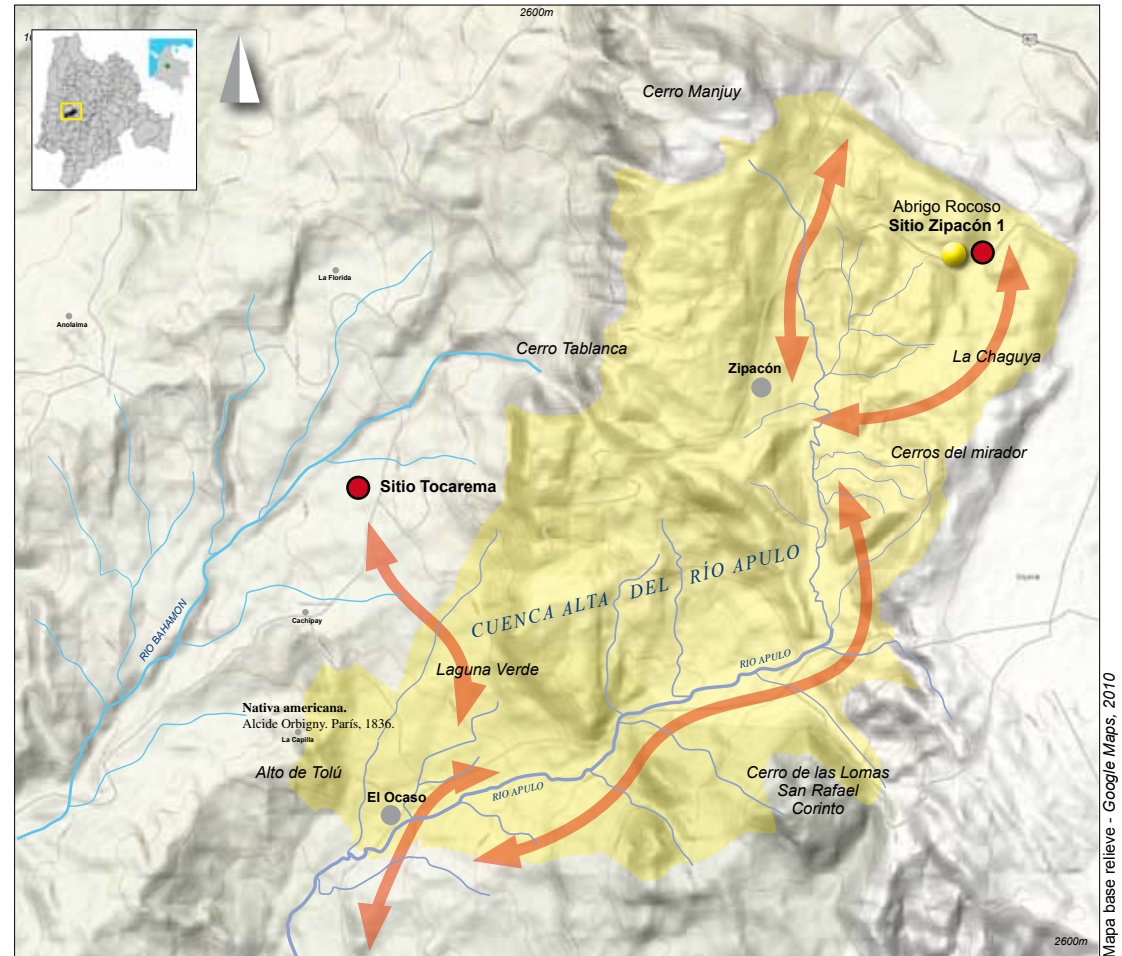 2600m
Cerro Manjuy
Abrigo Rocoso
Sitio Zipacón 1
La Florida
Anolaima
Cerro Tablanca
La Chaguya
Zipacón
Cerros del mirador
Sitio Tocarema
CUENCA ALTA DEL RÍO APULO
RIO BAHAMON
Cachipay
Laguna Verde
RIO APULO
Nativa americana.
Alcide Orbigny. París, 1836.
La Capilla
Alto de Tolú
El Ocaso
RIO APULO
Cerro de las Lomas
San Rafael
Corinto
2600m
Mapa base relieve - Google Maps, 2010